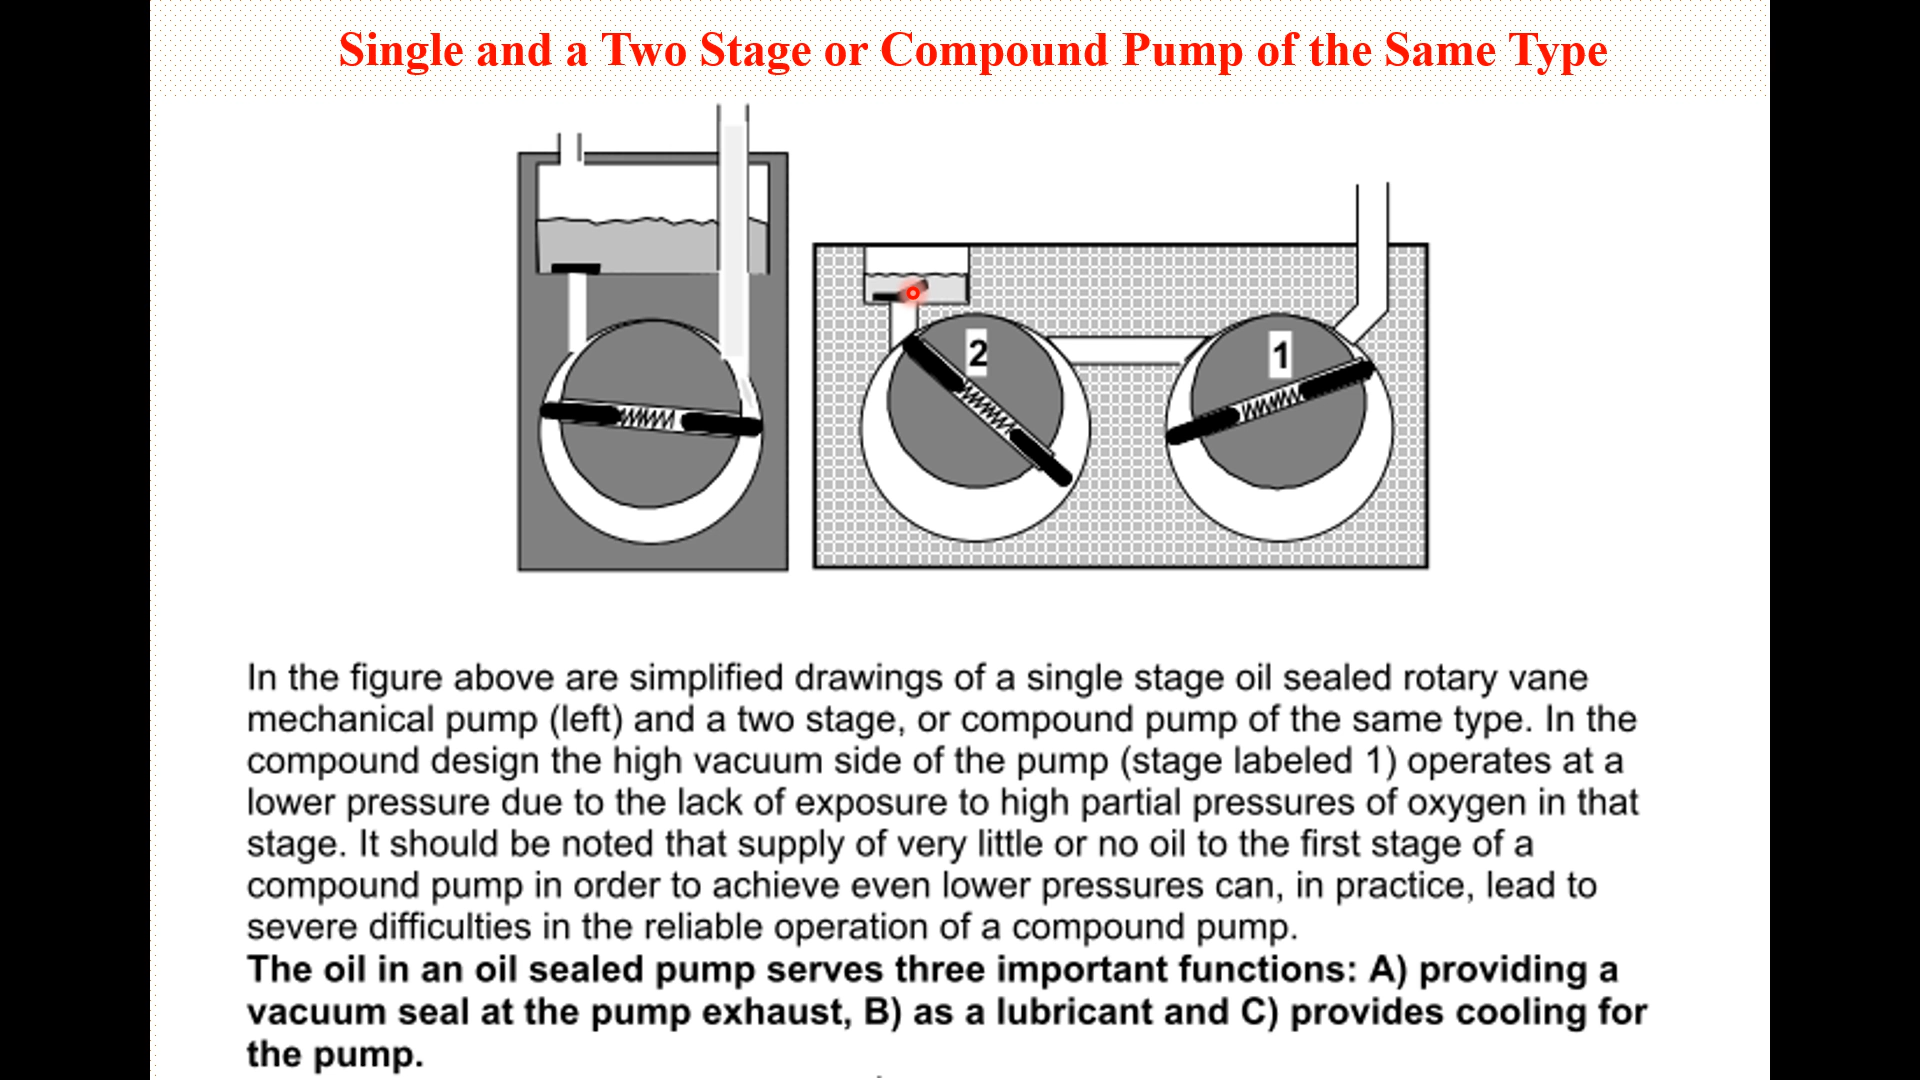 Single and a Two Stage or Compound Pump of the Same Type
2
1
In the figure above are simplified drawings of a single stage oil sealed rotary vane
mechanical pump (left) and a two stage, or compound pump of the same type. In the
compound design the high vacuum side of the pump (stage labeled 1) operates at a
lower pressure due to the lack of exposure to high partial pressures of oxygen in that
stage. It should be noted that supply of very little or no oil to the first stage of a
compound pump in order to achieve even lower pressures can, in practice, lead to
severe difficulties in the reliable operation of a compound pump.
The oil in an oil sealed pump serves three important functions: A) providing a
vacuum seal at the pump exhaust, B) as a lubricant and C) provides cooling for
the pump.